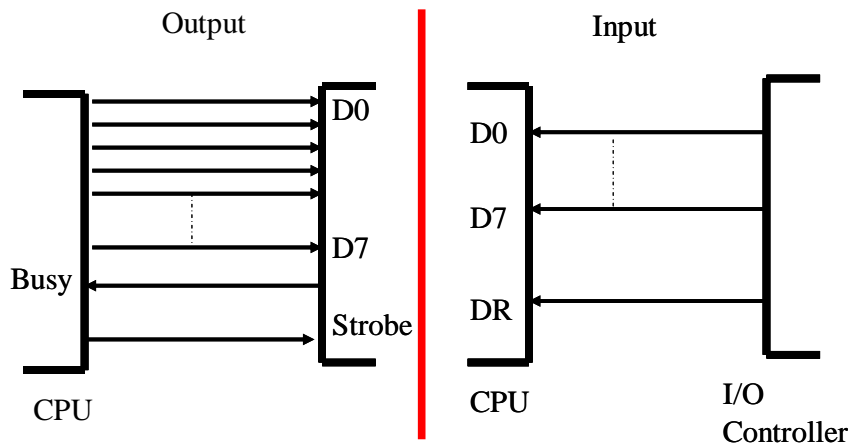 Output
D0
D7
Busy
Strobe
CPU
Input
D0
D7
DR
CPU
I/O
Controller